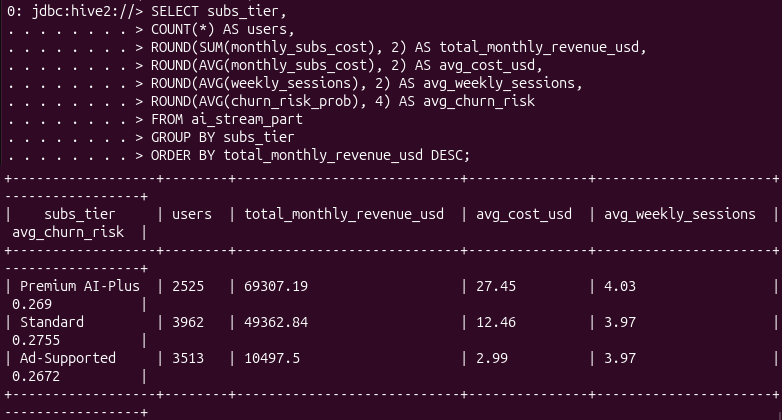 0: jdbc:hive2://> SELECT subs_tier,
. . . . . . . . > COUNT(*) AS users,
. . . . . . . . > ROUND(SUM(monthly_subs_cost), 2) AS total_monthly_revenue_usd,
. . . . . . . . > ROUND(AVG(monthly_subs_cost), 2) AS avg_cost_usd,
. . . . . . . . > ROUND(AVG(weekly_sessions), 2) AS avg_weekly_sessions,
. . . . . . . . > ROUND(AVG(churn_risk_prob), 4) AS avg_churn_risk
. . . . . . . . > FROM ai_stream_part
. . . . . . . . > GROUP BY subs_tier
. . . . . . . . > ORDER BY total_monthly_revenue_usd DESC;
+------------------+--------+----------------------------+---------------+----------------------+
-----------------+
|    subs_tier     | users  | total_monthly_revenue_usd  | avg_cost_usd  | avg_weekly_sessions  |
 avg_churn_risk  |
+------------------+--------+----------------------------+---------------+----------------------+
-----------------+
| Premium AI-Plus  | 2525   | 69307.19                   | 27.45         | 4.03                 |
 0.269           |
| Standard         | 3962   | 49362.84                   | 12.46         | 3.97                 |
 0.2755          |
| Ad-Supported     | 3513   | 10497.5                    | 2.99          | 3.97                 |
 0.2672          |
+------------------+--------+----------------------------+---------------+----------------------+
-----------------+